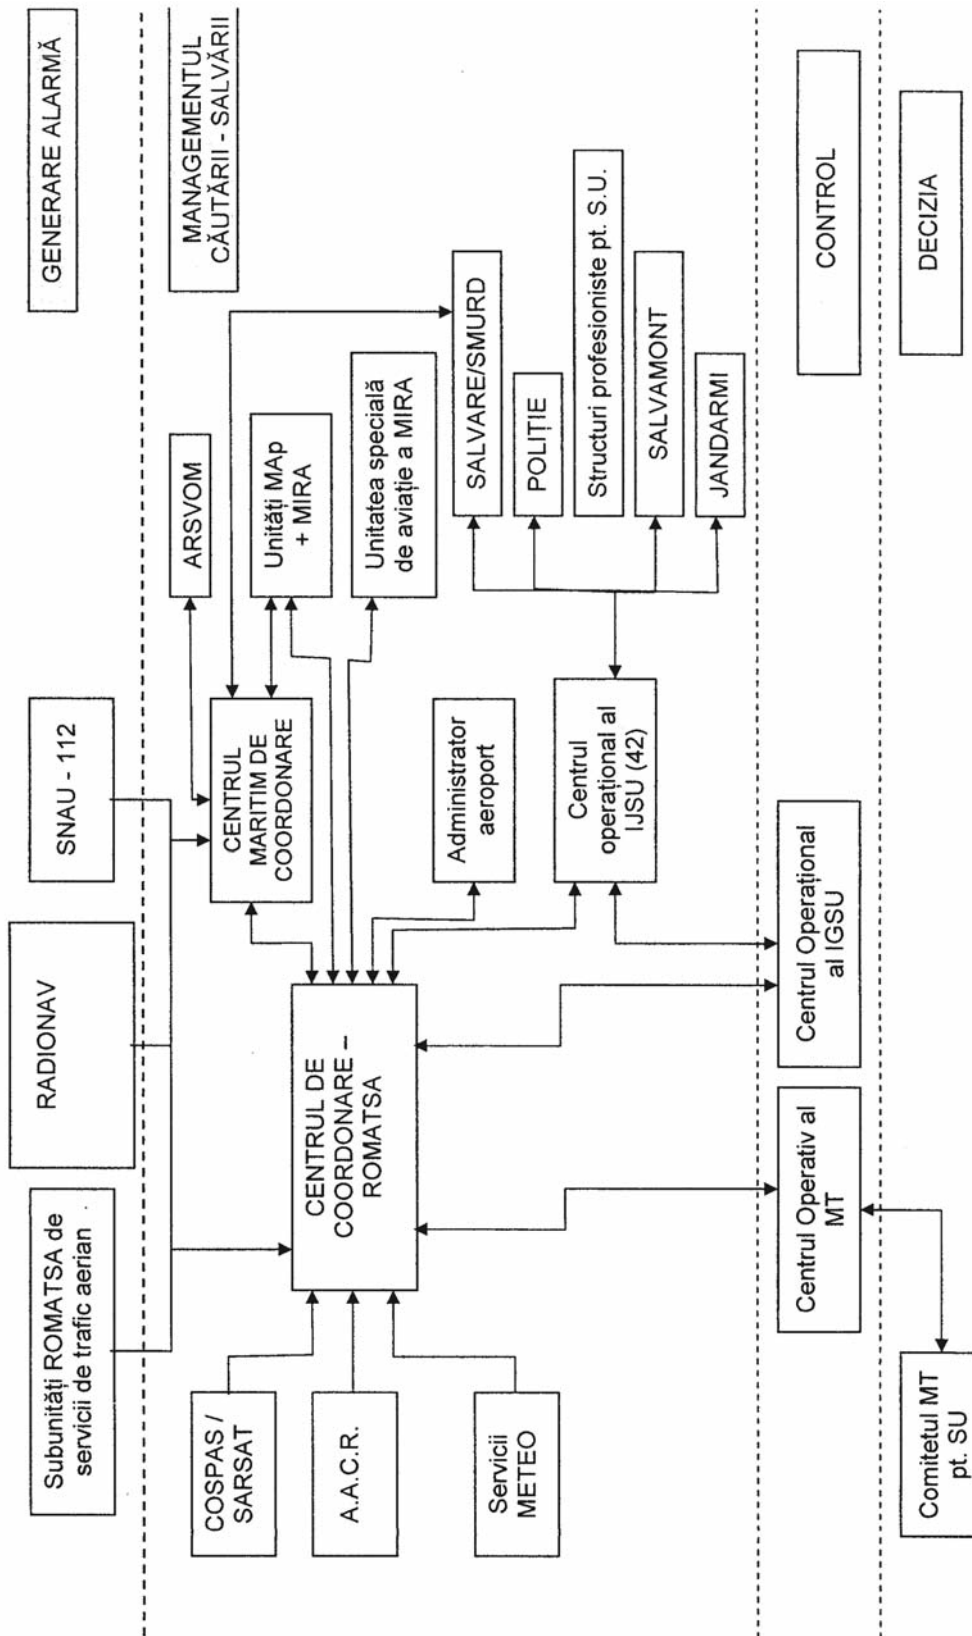 Subunități ROMATSA de
servicii de trafic aerian
RADIONAV
SNAU - 112
GENERARE ALARMĂ
MANAGEMENTUL
CĂUTĂRII - SALVĂRII
COSPAS /
SARSAT
A.A.C.R.
Servicii
METEO
CENTRUL DE
COORDONARE –
ROMATSA
CENTRUL
MARITIM DE
COORDONARE
ARSVOM
Unități MAp
+ MIRA
Unitatea specială
de aviație a MIRA
Administrator
aeroport
Centrul
operațional al
IJSU (42)
SALVARE/SMURD
POLIȚIE
Structuri profesioniste pt. S.U.
SALVAMONT
JANDARMI
Centrul Operativ al
MT
Centrul Operațional
al IGSU
CONTROL
Comitetul MT
pt. SU
DECIZIA